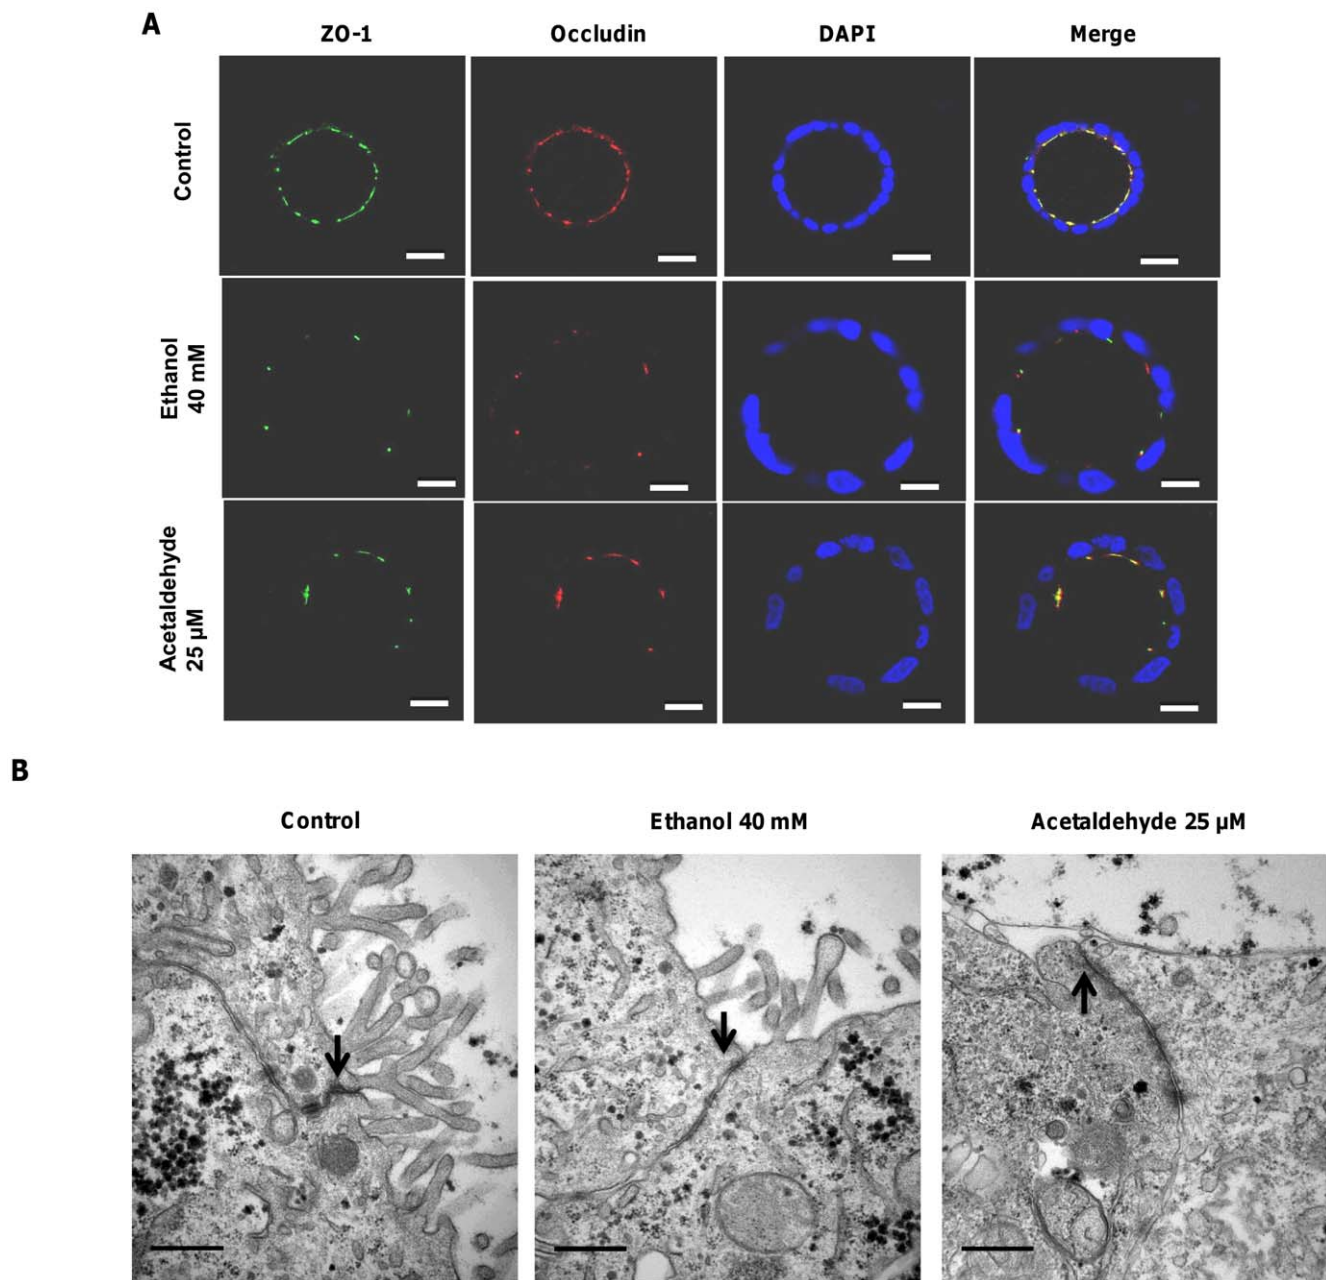 A
ZO-1 Occludin DAPI Merge
Control
Ethanol
40 mM
Acetaldehyde
25 µM
B
Control Ethanol 40 mM Acetaldehyde 25 µM